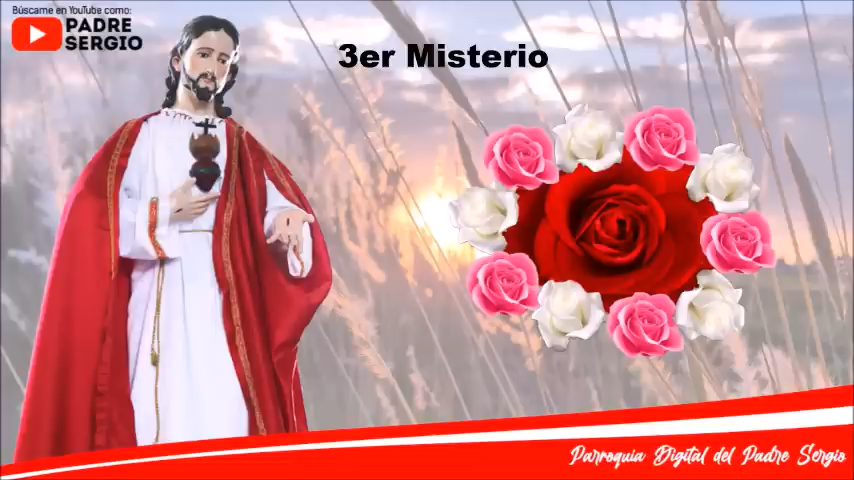 Búscame en YouTube como:
PADRE
SERGIO
3er Misterio
Parroquia Digital del Padre Sergio